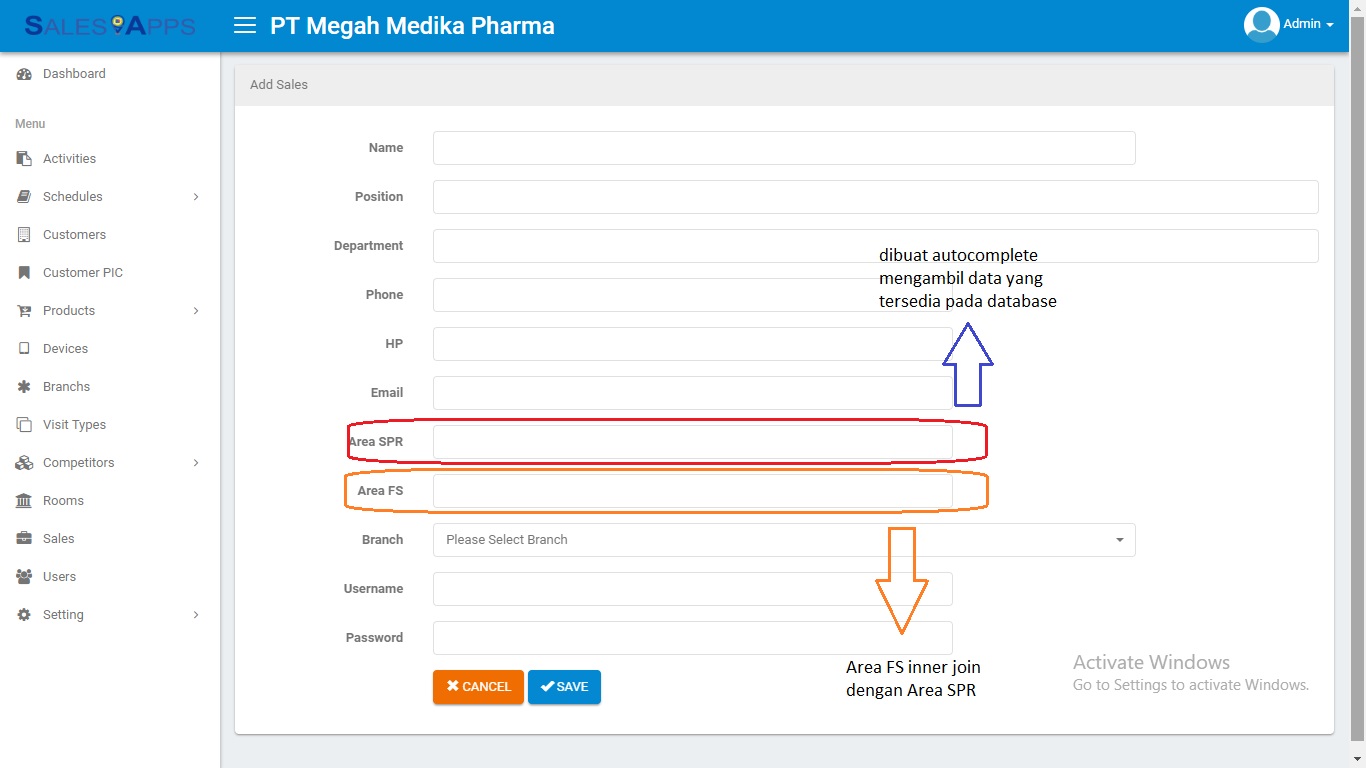 SALES APPS
PT Megah Medika Pharma
Admin
Dashboard
Menu
Activities
Schedules
Customers
Customer PIC
Products
Devices
Branchs
Visit Types
Competitors
Rooms
Sales
Users
Setting
Add Sales
Name
Position
Department
dibuat autocomplete
mengambil data yang
tersedia pada database
Phone
HP
Email
Area SPR
Area FS
Branch
Please Select Branch
Username
Password
Area FS inner join
dengan Area SPR
CANCEL
SAVE
Activate Windows
Go to Settings to activate Windows.